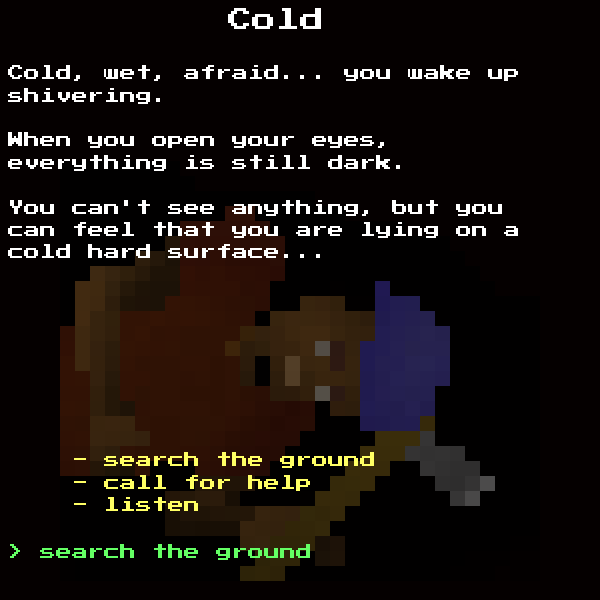 Cold
Cold, wet, afraid... you wake up
shivering.
When you open your eyes,
everything is still dark.
You can't see anything, but you
can feel that you are lying on a
cold hard surface...
- search the ground
- call for help
- listen
> search the ground